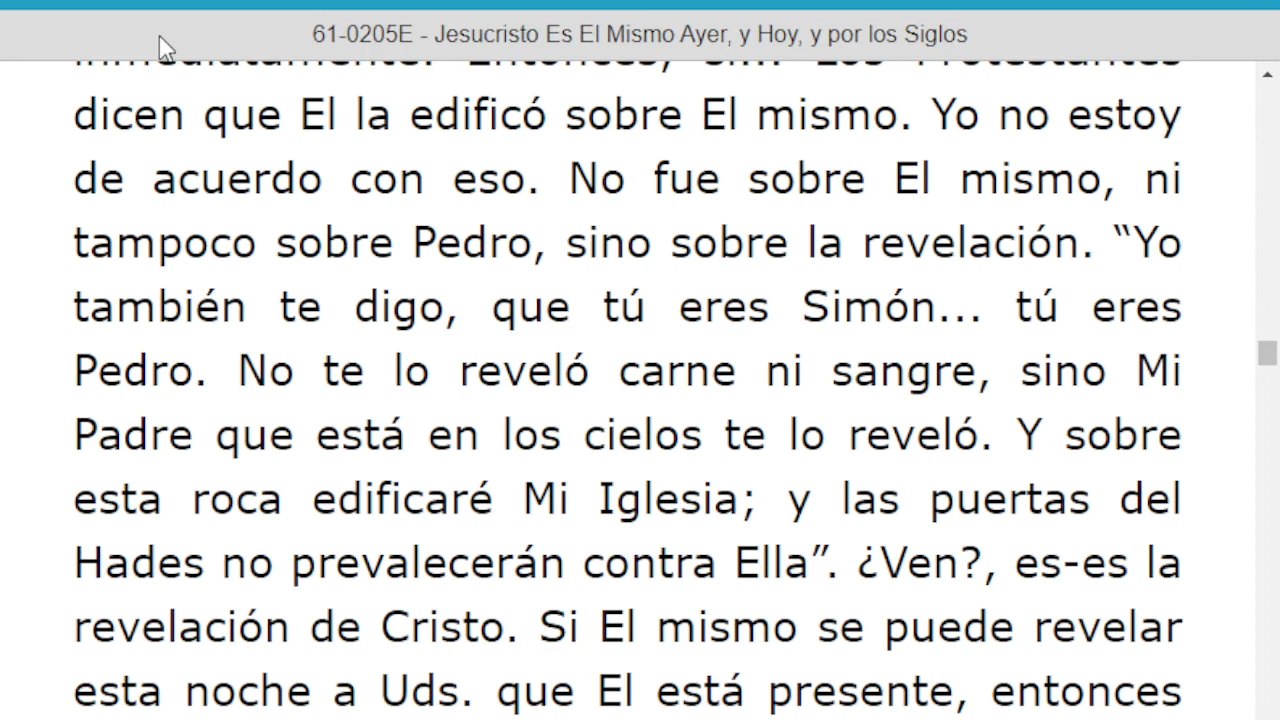 61-0205E - Jesucristo Es El Mismo Ayer, y Hoy, y por los Siglos
inmediatamente. Entonces, si... Los Protestantes
dicen que El la edificó sobre El mismo. Yo no estoy
de acuerdo con eso. No fue sobre El mismo, ni
tampoco sobre Pedro, sino sobre la revelación. “Yo
también te digo, que tú eres Simón... tú eres
Pedro. No te lo reveló carne ni sangre, sino Mi
Padre que está en los cielos te lo reveló. Y sobre
esta roca edificaré Mi Iglesia; y las puertas del
Hades no prevalecerán contra Ella”. ¿Ven?, es-es la
revelación de Cristo. Si El mismo se puede revelar
esta noche a Uds. que El está presente, entonces